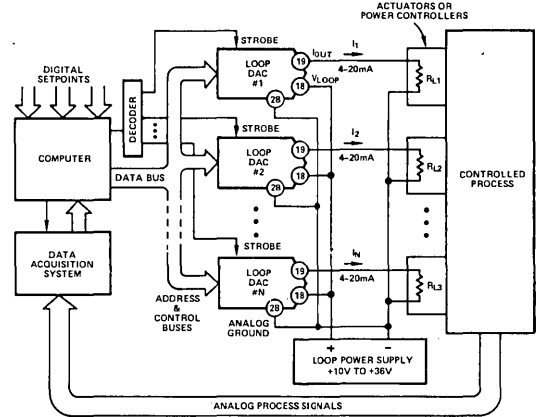 ACTUATORS OR
POWER CONTROLLERS
DIGITAL
SETPOINTS
COMPUTER
DATA
ACQUISITION
SYSTEM
DECODER
DATA BUS
ADDRESS
&
CONTROL
BUSES
STROBE
LOOP
DAC
#1
IOUT
19
VLOOP
18
28
I1
4–20mA
RL1
STROBE
LOOP
DAC
#2
19
18
28
I2
4–20mA
RL2
CONTROLLED
PROCESS
STROBE
LOOP
DAC
#N
19
18
28
IN
4–20mA
RL3
ANALOG
GROUND
+ −
LOOP POWER SUPPLY
+10V TO +36V
ANALOG PROCESS SIGNALS